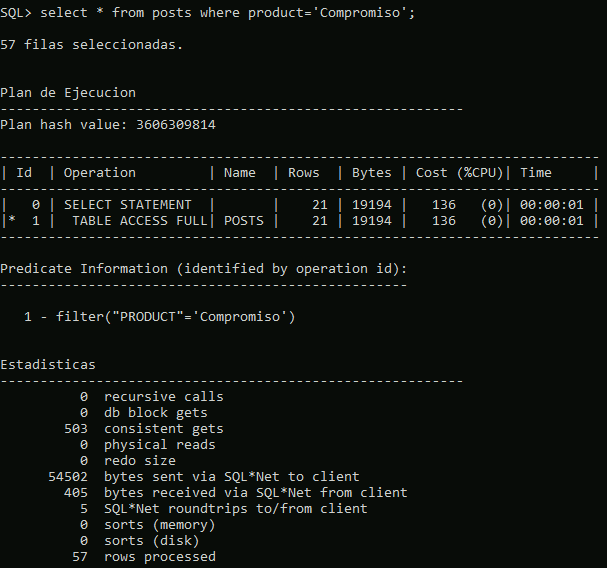 SQL> select * from posts where product='Compromiso';
57 filas seleccionadas.
Plan de Ejecucion
----------------------------------------------------------
Plan hash value: 3606309814
---------------------------------------------------------------------------
| Id  | Operation         | Name  | Rows  | Bytes | Cost (%CPU)| Time     |
---------------------------------------------------------------------------
|   0 | SELECT STATEMENT  |       |    21 | 19194 |   136   (0)| 00:00:01 |
|*  1 |  TABLE ACCESS FULL| POSTS |    21 | 19194 |   136   (0)| 00:00:01 |
---------------------------------------------------------------------------
Predicate Information (identified by operation id):
---------------------------------------------------
   1 - filter("PRODUCT"='Compromiso')
Estadisticas
----------------------------------------------------------
          0  recursive calls
          0  db block gets
        503  consistent gets
          0  physical reads
          0  redo size
      54502  bytes sent via SQL*Net to client
        405  bytes received via SQL*Net from client
          5  SQL*Net roundtrips to/from client
          0  sorts (memory)
          0  sorts (disk)
         57  rows processed